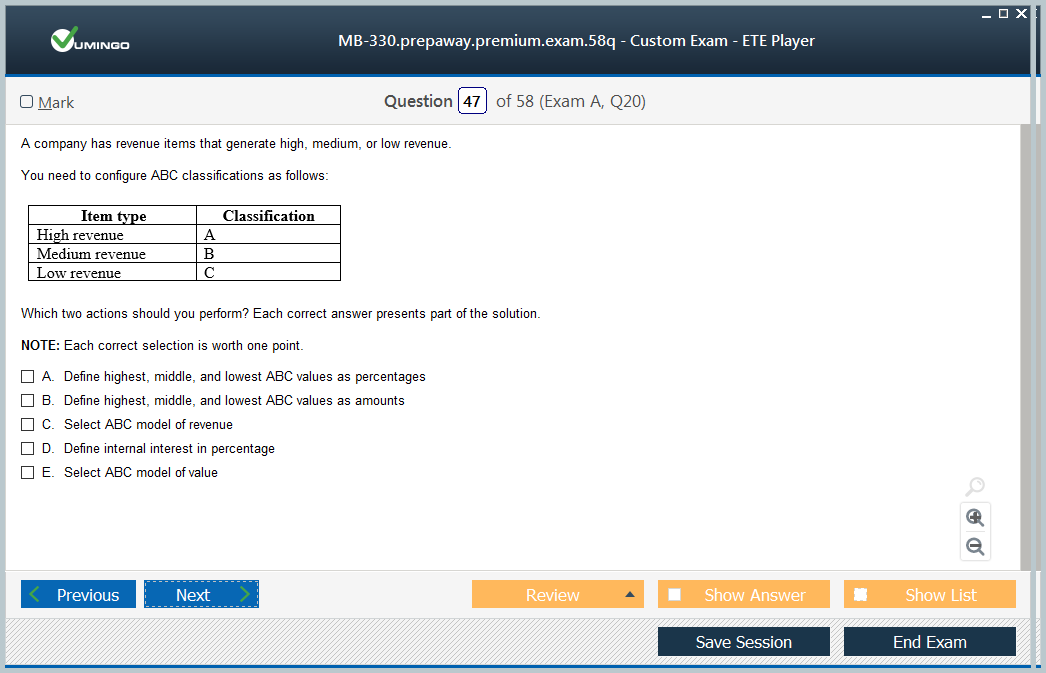 VUMINGO
MB-330.prepaway.premium.exam.58q - Custom Exam - ETE Player
Mark
Question 47 of 58 (Exam A, Q20)
A company has revenue items that generate high, medium, or low revenue.
You need to configure ABC classifications as follows:
Item type Classification
High revenue A
Medium revenue B
Low revenue C
Which two actions should you perform? Each correct answer presents part of the solution.
NOTE: Each correct selection is worth one point.
A. Define highest, middle, and lowest ABC values as percentages
B. Define highest, middle, and lowest ABC values as amounts
C. Select ABC model of revenue
D. Define internal interest in percentage
E. Select ABC model of value
Previous Next Review Show Answer Show List
Save Session End Exam